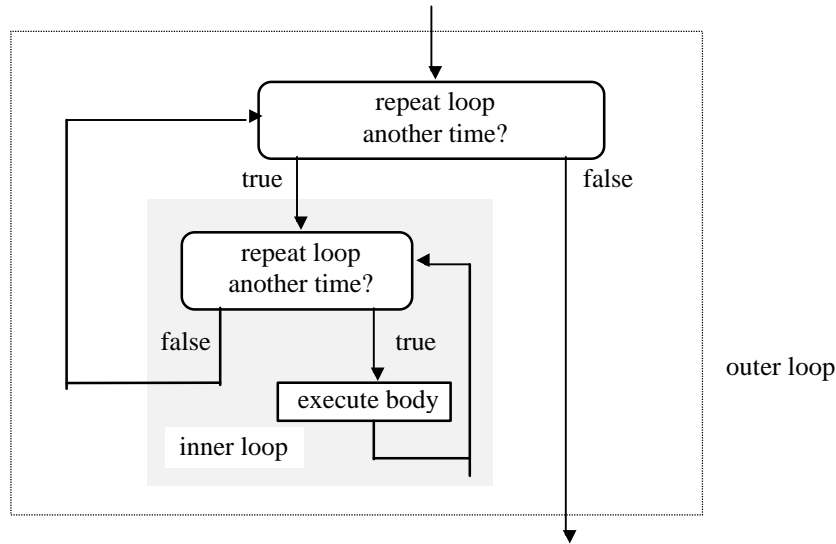 repeat loop
another time?
true
false
repeat loop
another time?
false
true
outer loop
execute body
inner loop